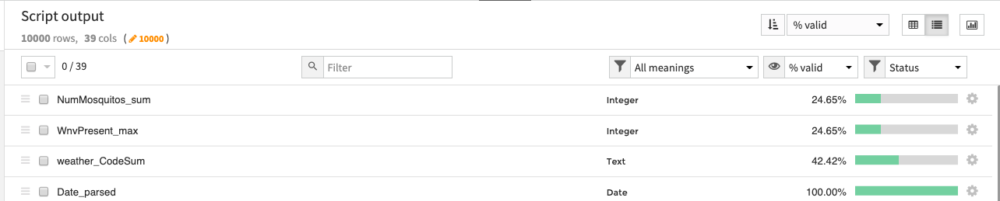 Script output
10000 rows, 39 cols ( 10000 )
% valid
0 / 39
Filter
All meanings
% valid
Status
NumMosquitos_sum Integer 24.65%
WnvPresent_max Integer 24.65%
weather_CodeSum Text 42.42%
Date_parsed Date 100.00%